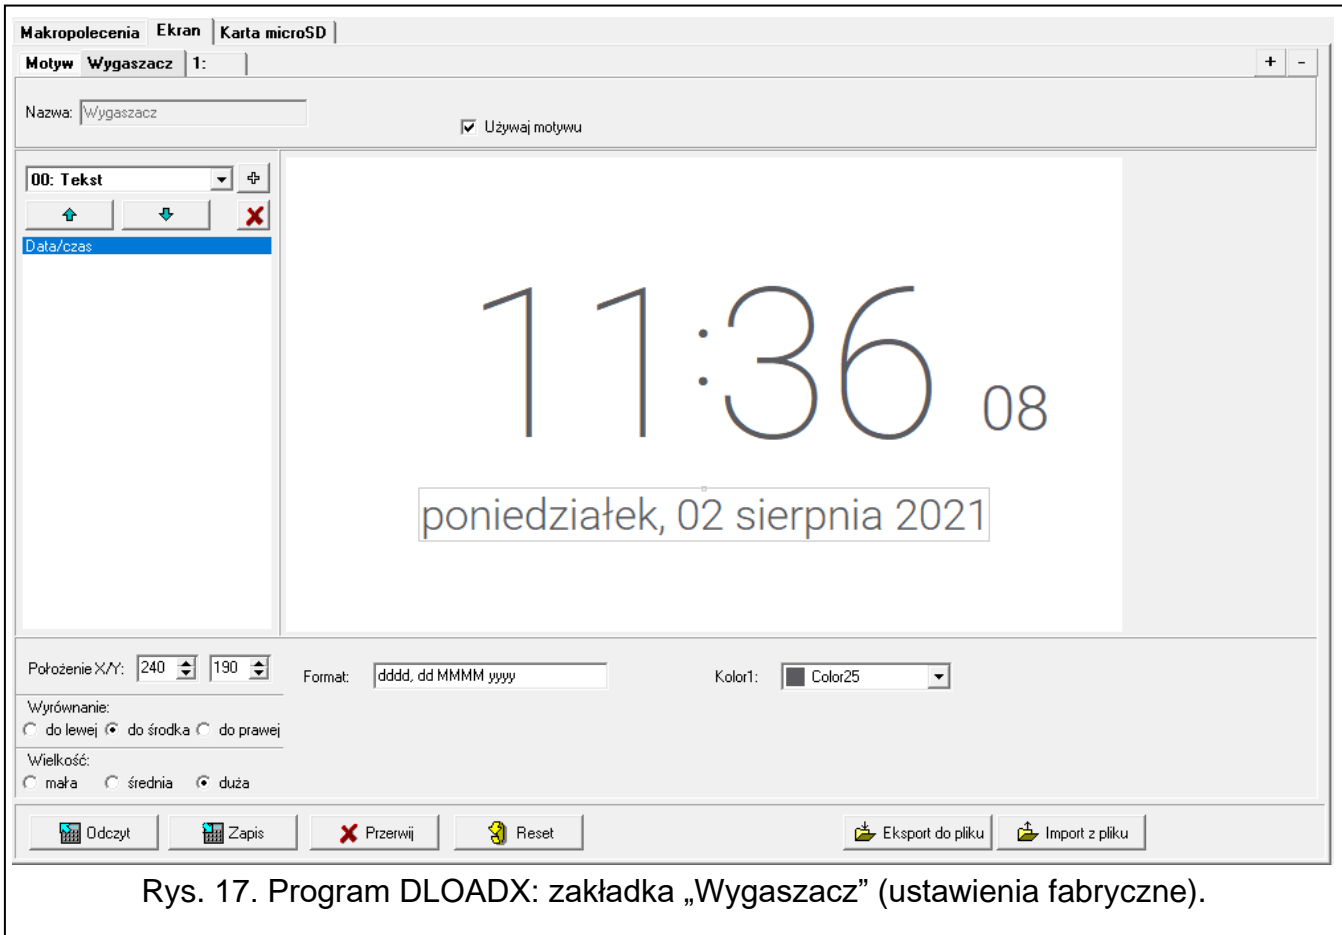 Makropolecenia Ekran Karta microSD
Motyw Wygaszacz 1: + -
Nazwa: Wygaszacz
Używaj motywu
00: Tekst
Data/czas
11:36 08
poniedziałek, 02 sierpnia 2021
Położenie X/Y: 240 190 Format: dddd, dd MMMM yyyy Kolor1: Color25
Wyrównanie:
do lewej do środka do prawej
Wielkość:
mała średnia duża
Odczyt Zapis Przerwij Reset Eksport do pliku Import z pliku
Rys. 17. Program DLOADX: zakładka „Wygaszacz” (ustawienia fabryczne).